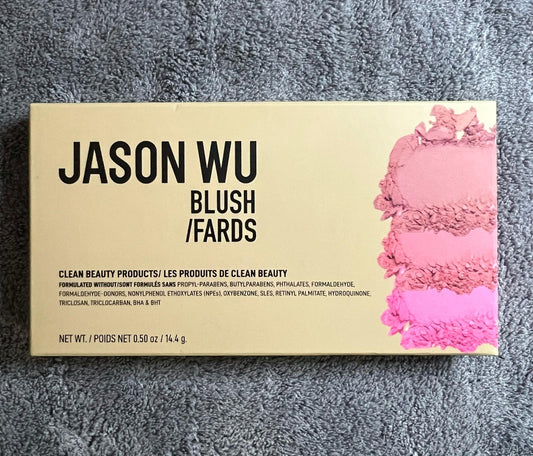 JASON WU
BLUSH
/FARDS
CLEAN BEAUTY PRODUCTS/ LES PRODUITS DE CLEAN BEAUTY
FORMULATED WITHOUT/SONT FORMULÉS SANS PROPYL-PARABENS, BUTYLPARABENS, PHTHALATES, FORMALDEHYDE,
FORMALDEHYDE-DONORS, NONYLPHENOL ETHOXYLATES (NPEs), OXYBENZONE, SLES, RETINYL PALMITATE, HYDROQUINONE,
TRICLOSAN, TRICLOCARBAN, BHA & BHT
NET WT. / POIDS NET 0.50 oz / 14.4 g.